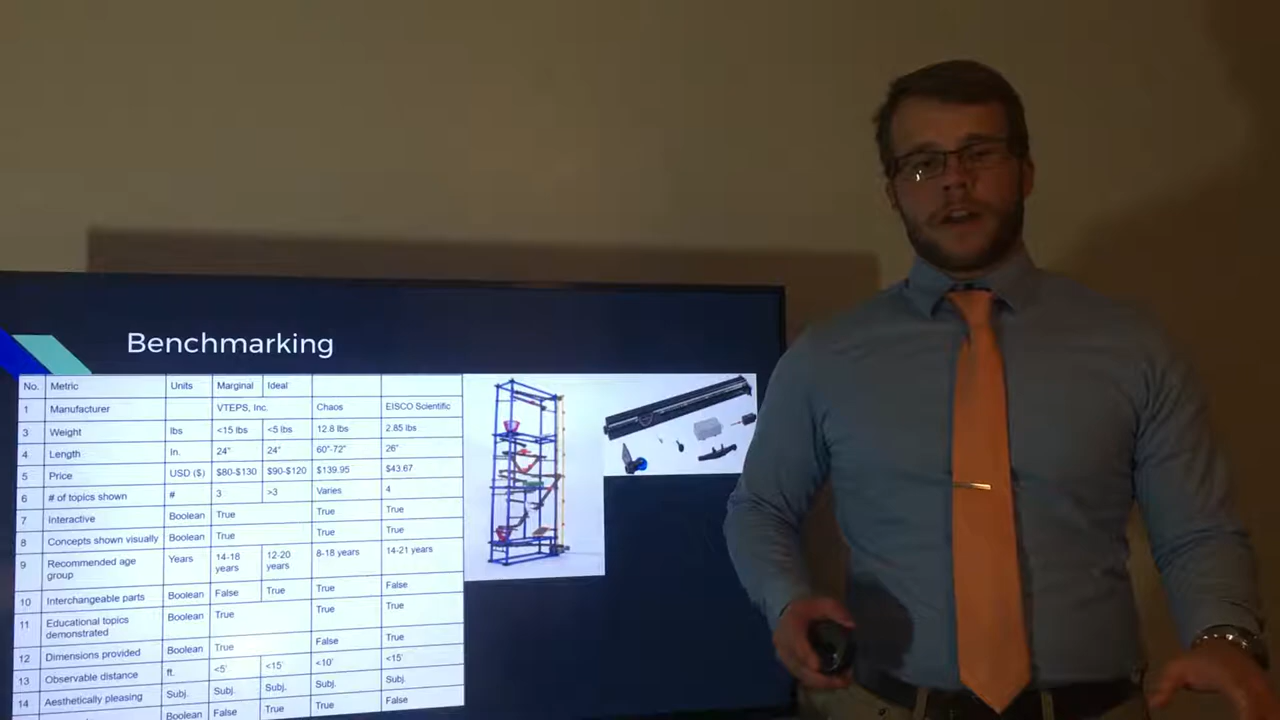 Benchmarking
No. Metric Units Marginal Ideal
1 Manufacturer VTEPS, Inc. Chaos EISCO Scientific
3 Weight lbs <15 lbs <5 lbs 12.8 lbs 2.85 lbs
4 Length In. 24" 24" 60"-72" 26"
5 Price USD ($) $80-$130 $90-$120 $139.95 $43.67
6 # of topics shown # 3 >3 Varies 4
7 Interactive Boolean True True True
8 Concepts shown visually Boolean True True True
9 Recommended age group Years 14-18 years 12-20 years 8-18 years 14-21 years
10 Interchangeable parts Boolean False True True False
11 Educational topics demonstrated Boolean True True True
12 Dimensions provided Boolean True False True
13 Observable distance ft. <5' <15' <10' <15'
14 Aesthetically pleasing Subj. Subj. Subj. Subj. Subj.
Boolean False True True False